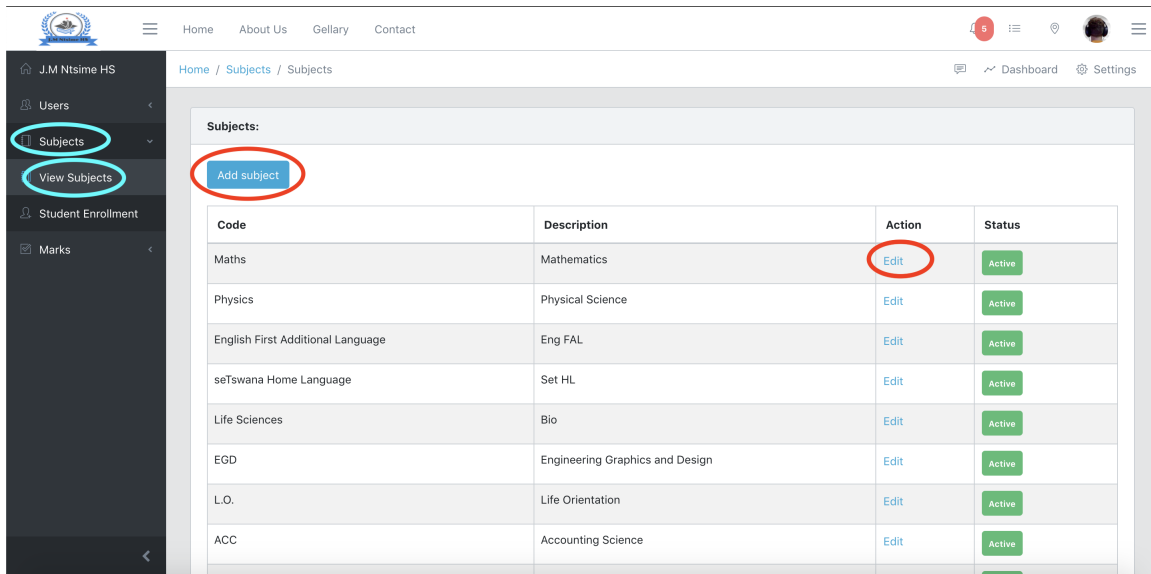 Home About Us Gellary Contact 5
J.M Ntsime HS
Home / Subjects / Subjects Dashboard Settings
Users
Subjects
View Subjects
Student Enrollment
Marks
Subjects:
Add subject
Code Description Action Status
Maths Mathematics Edit Active
Physics Physical Science Edit Active
English First Additional Language Eng FAL Edit Active
seTswana Home Language Set HL Edit Active
Life Sciences Bio Edit Active
EGD Engineering Graphics and Design Edit Active
L.O. Life Orientation Edit Active
ACC Accounting Science Edit Active